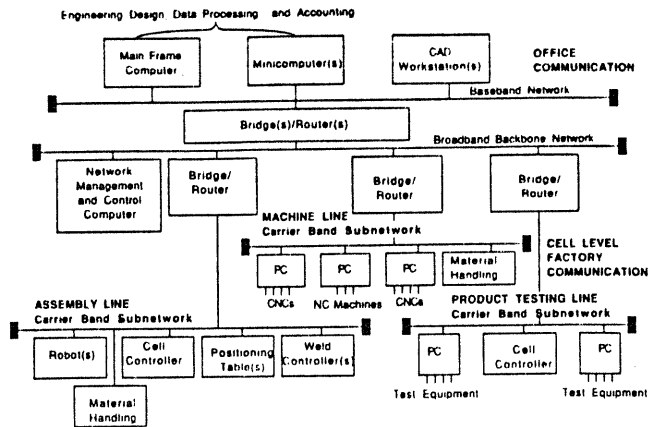 Engineering Design, Data Processing and Accounting
Main Frame
Computer
Minicomputer(s)
CAD
Workstation(s)
OFFICE
COMMUNICATION
Baseband Network
Bridge(s)/Router(s)
Broadband Backbone Network
Network
Management
and Control
Computer
Bridge/
Router
Bridge/
Router
Bridge/
Router
MACHINE LINE
Carrier Band Subnetwork
PC
PC
PC
Material
Handling
CNCs
NC Machines
CNCs
CELL LEVEL
FACTORY
COMMUNICATION
ASSEMBLY LINE
Carrier Band Subnetwork
Robot(s)
Cell
Controller
Positioning
Table(s)
Weld
Controller(s)
Material
Handling
PRODUCT TESTING LINE
Carrier Band Subnetwork
PC
Cell
Controller
PC
Test Equipment
Test Equipment